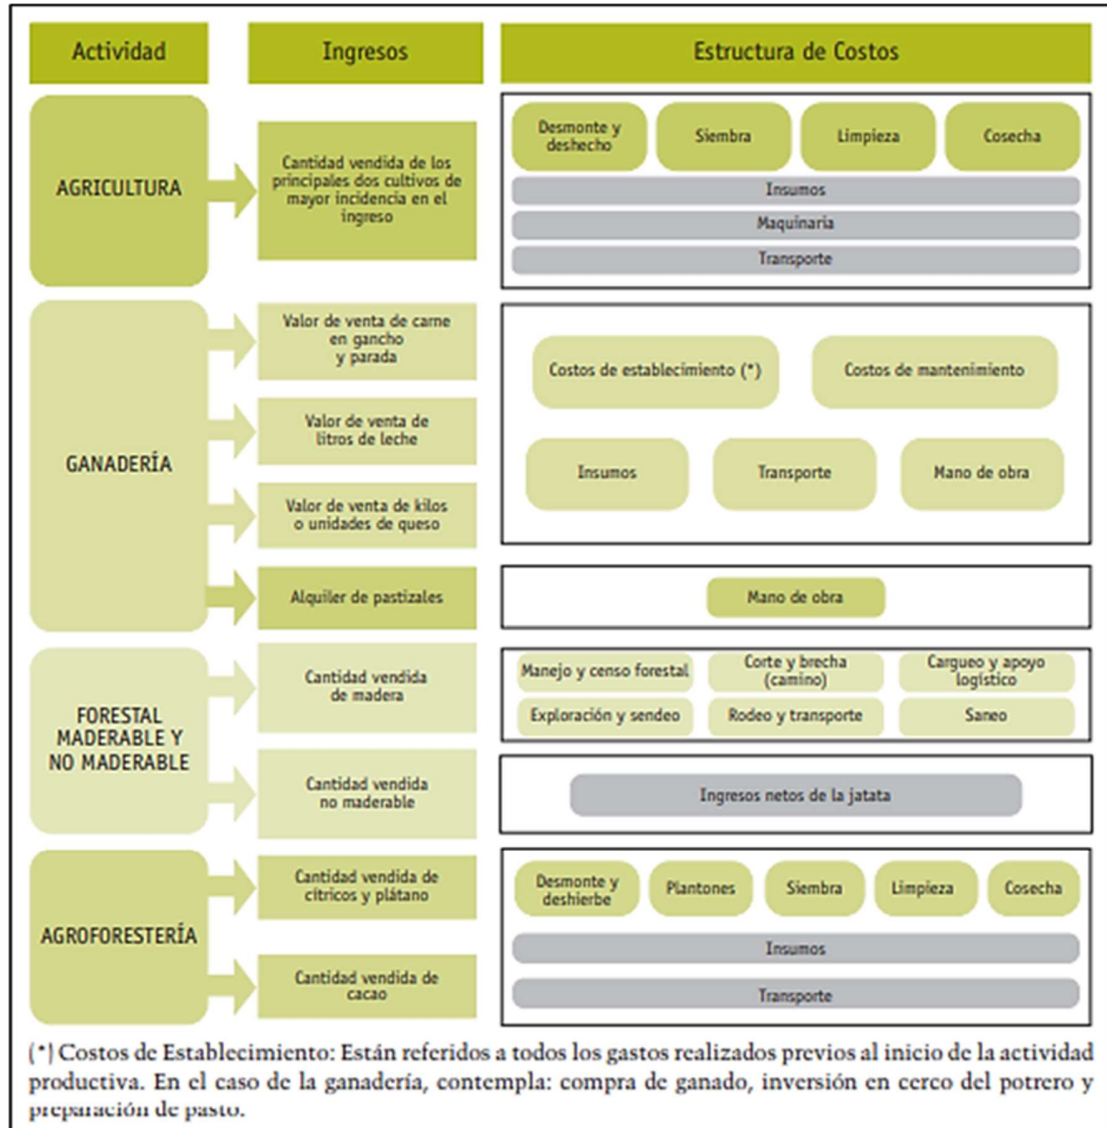 Actividad
Ingresos
Estructura de Costos
AGRICULTURA
Cantidad vendida de los
principales dos cultivos de
mayor incidencia en el
ingreso
Desmonte y
deshecho
Siembra
Limpieza
Cosecha
Insumos
Maquinaria
Transporte
GANADERÍA
Valor de venta de carne
en gancho
y parada
Valor de venta de
litros de leche
Valor de venta de kilos
o unidades de queso
Alquiler de pastizales
Costos de establecimiento (*)
Costos de mantenimiento
Insumos
Transporte
Mano de obra
Mano de obra
FORESTAL
MADERABLE Y
NO MADERABLE
Cantidad vendida
de madera
Cantidad vendida
no maderable
Manejo y censo forestal
Corte y brecha
(camino)
Cargueo y apoyo
logístico
Exploración y sendeo
Rodeo y transporte
Saneo
Ingresos netos de la jatata
AGROFORESTERÍA
Cantidad vendida de
cítricos y plátano
Cantidad vendida de
cacao
Desmonte y
deshierbe
Plantones
Siembra
Limpieza
Cosecha
Insumos
Transporte
(*) Costos de Establecimiento: Están referidos a todos los gastos realizados previos al inicio de la actividad
productiva. En el caso de la ganadería, contempla: compra de ganado, inversión en cerco del potrero y
preparación de pasto.